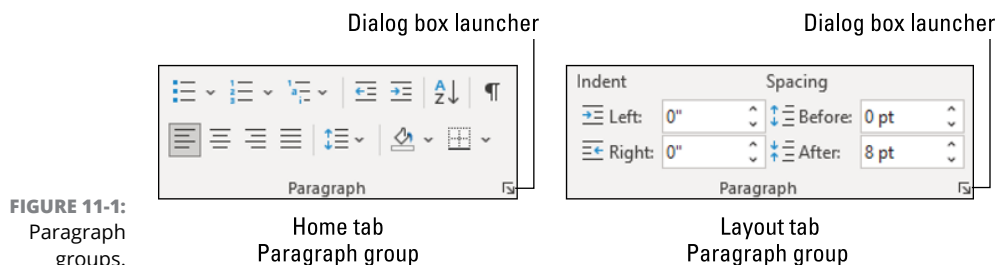 Dialog box launcher
Dialog box launcher
Indent
Spacing
Left: 0" Before: 0 pt
Right: 0" After: 8 pt
Paragraph
Paragraph
FIGURE 11-1:
Paragraph
groups.
Home tab
Paragraph group
Layout tab
Paragraph group